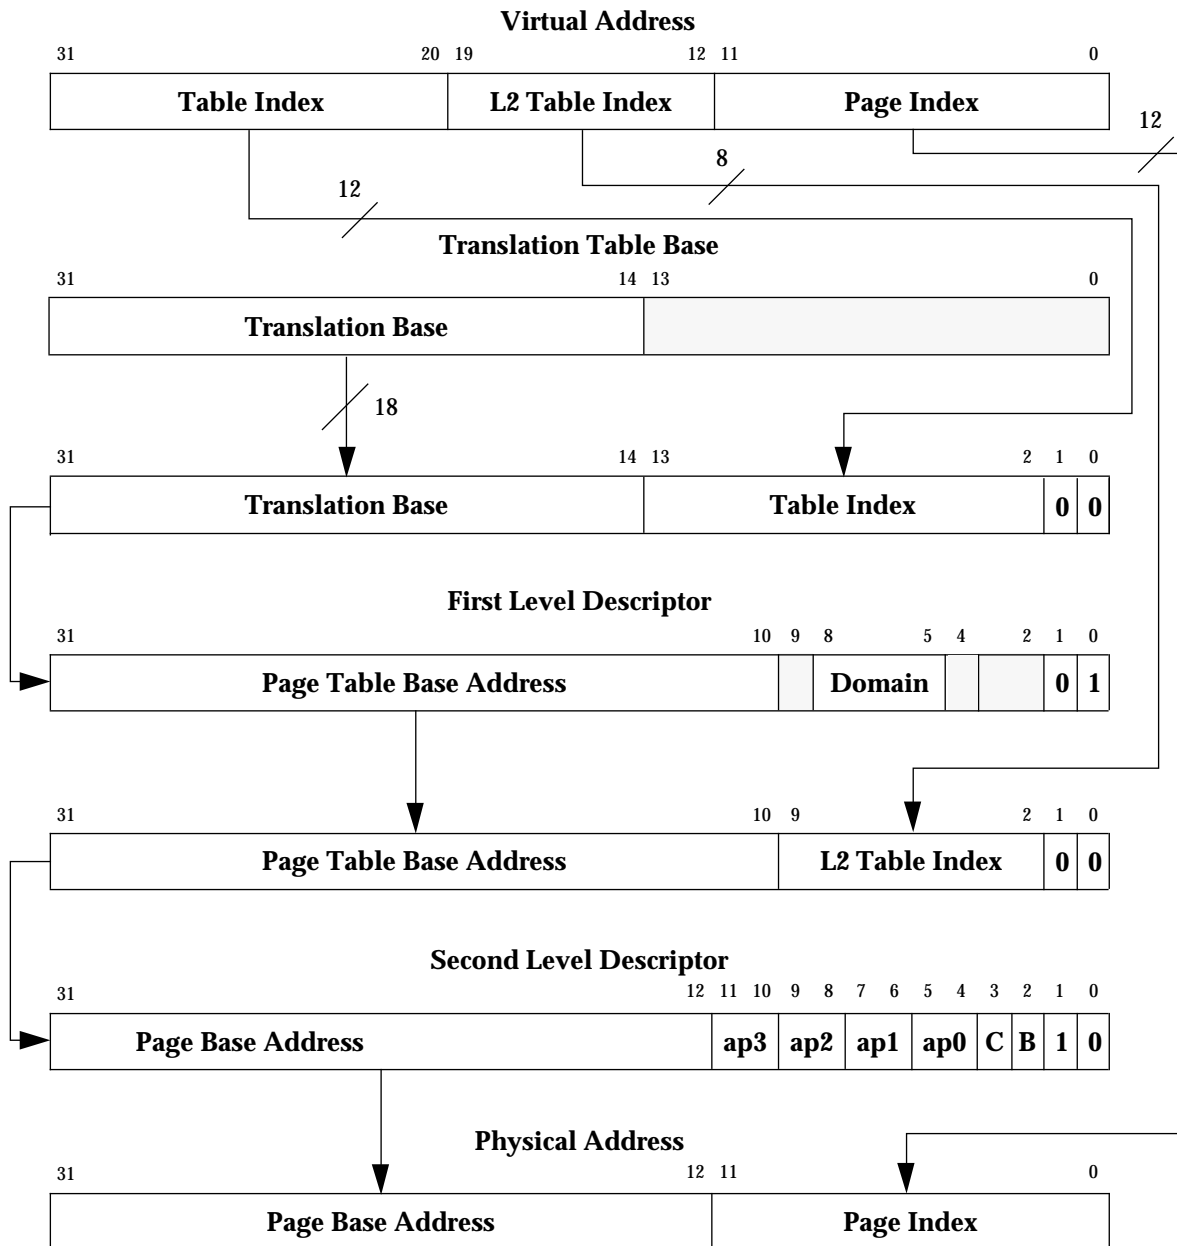 Virtual Address
31 20 19 12 11 0
Table Index L2 Table Index Page Index
12
8
12
Translation Table Base
31 14 13 0
Translation Base
18
31 14 13 2 1 0
Translation Base Table Index 0 0
First Level Descriptor
31 10 9 8 5 4 2 1 0
Page Table Base Address Domain 0 1
31 10 9 2 1 0
Page Table Base Address L2 Table Index 0 0
Second Level Descriptor
31 12 11 10 9 8 7 6 5 4 3 2 1 0
Page Base Address ap3 ap2 ap1 ap0 C B 1 0
Physical Address
31 12 11 0
Page Base Address Page Index